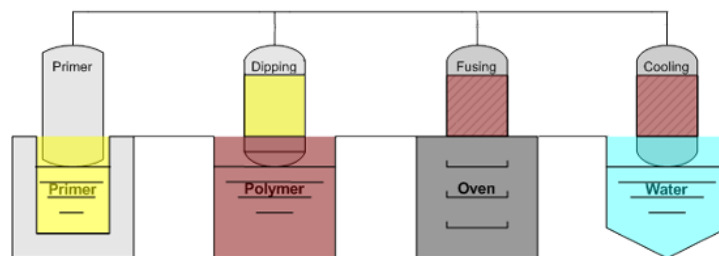 Primer
Dipping
Fusing
Cooling
Primer
Polymer
Oven
Water